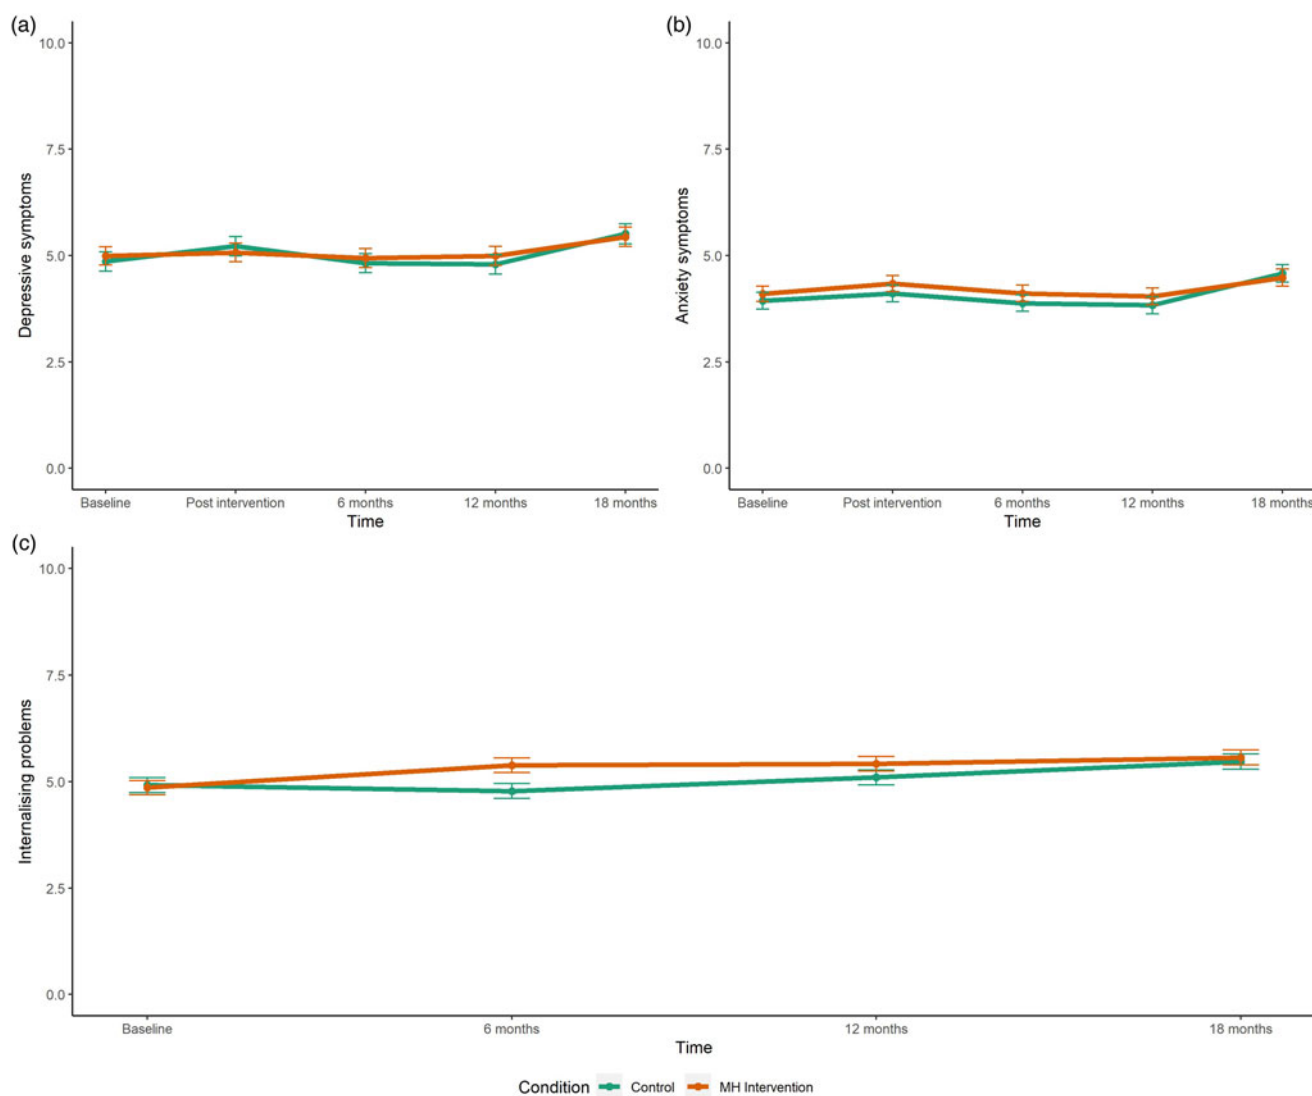 (a)
10.0
7.5
5.0
2.5
0.0
Depressive symptoms
Baseline Post intervention 6 months 12 months 18 months
Time
(b)
10.0
7.5
5.0
2.5
0.0
Anxiety symptoms
Baseline Post intervention 6 months 12 months 18 months
Time
(c)
10.0
7.5
5.0
2.5
0.0
Internalising problems
Baseline 6 months 12 months 18 months
Time
Condition Control MH Intervention